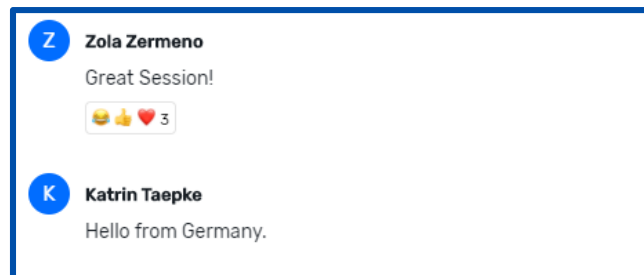 Z
Zola Zermeno
Great Session!
😂👍❤️ 3
K
Katrin Taepke
Hello from Germany.